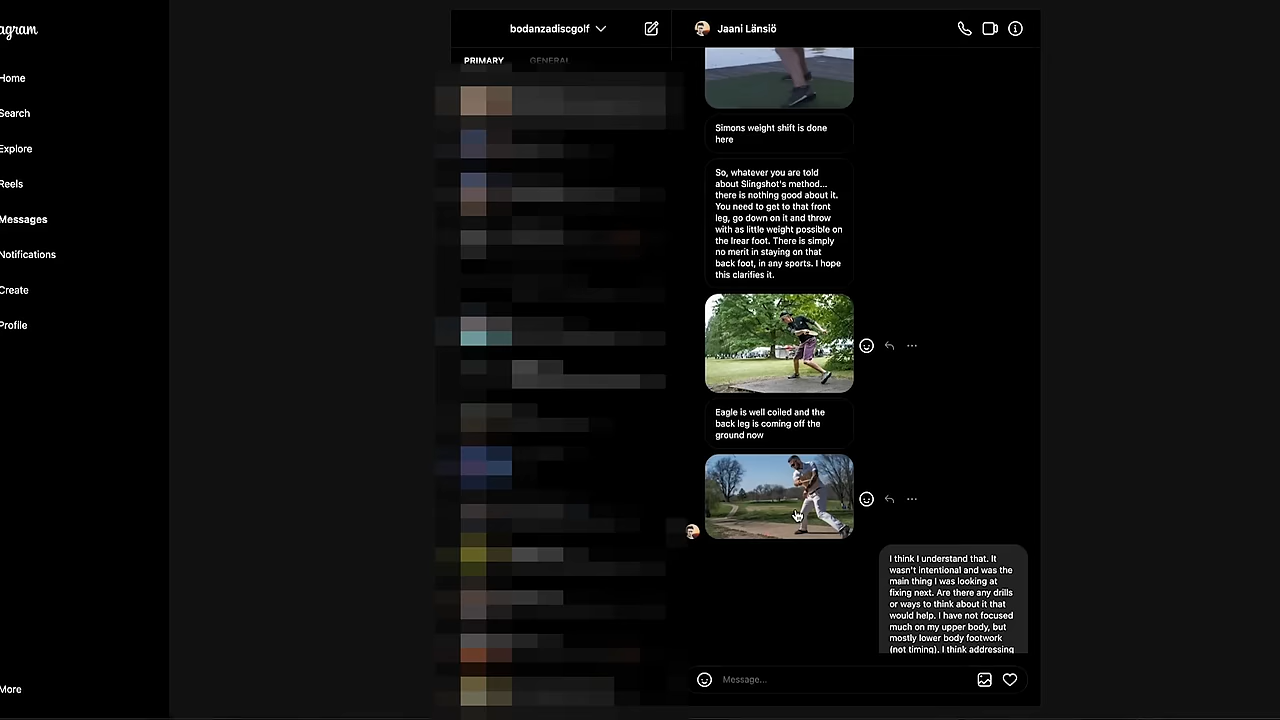 agram
Home
Search
Explore
Reels
Messages
Notifications
Create
Profile
More
bodanzadiscgolf
PRIMARY
GENERAL
Jaani Länsiö
Simons weight shift is done
here
So, whatever you are told
about Slingshot's method...
there is nothing good about it.
You need to get to that front
leg, go down on it and throw
with as little weight possible on
the lrear foot. There is simply
no merit in staying on that
back foot, in any sports. I hope
this clarifies it.
Eagle is well coiled and the
back leg is coming off the
ground now
I think I understand that. It
wasn't intentional and was the
main thing I was looking at
fixing next. Are there any drills
or ways to think about it that
would help. I have not focused
much on my upper body, but
mostly lower body footwork
(not timing). I think addressing
Message...